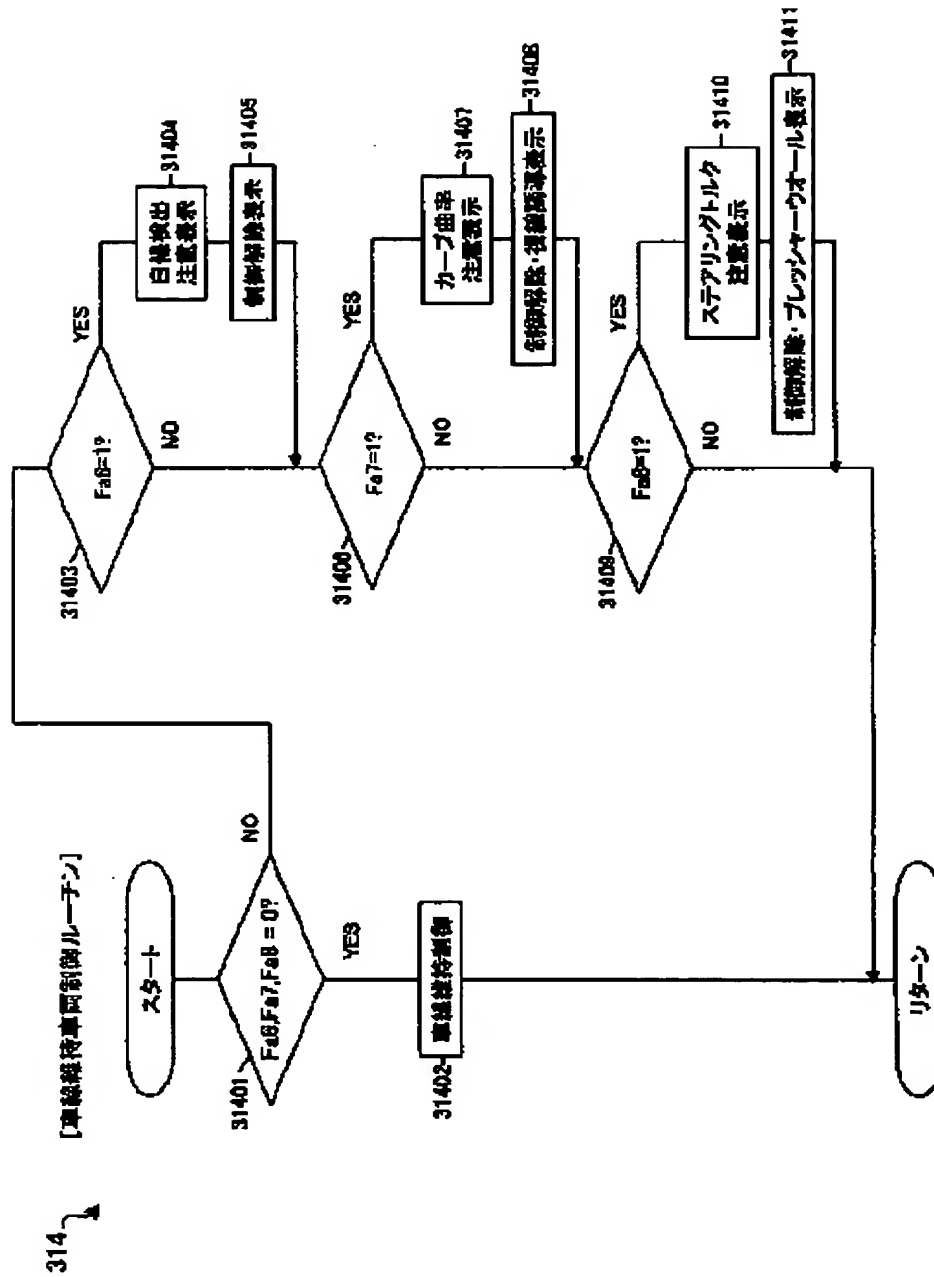 314
[車線維持車両制御ルーチン]
スタート
31401
Fa6,Fa7,Fa8 = 0?
NO
YES
31402
車線維持制御
リターン
31403
Fa6=1?
YES
NO
白線検出
注意表示
31404
制御解除表示
31405
31406
Fa7=1?
YES
NO
カーブ曲率
注意表示
31407
制御解除・視線誘導表示
31408
31409
Fa8=1?
YES
NO
ステアリングトルク
注意表示
31410
制御解除・プレッシャーウオール表示
31411